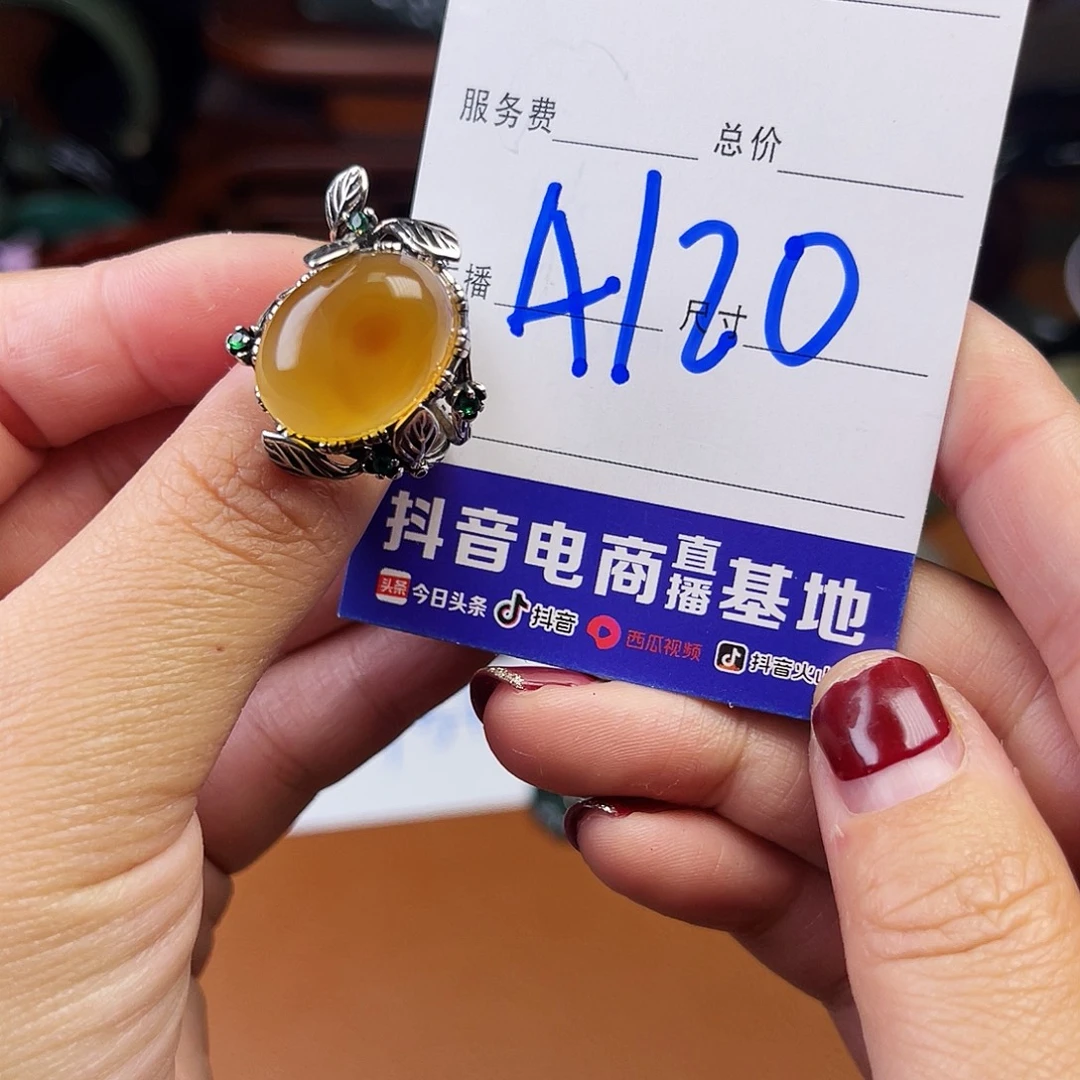 服务费 总价
播 A120 尺寸
抖音电商直播基地
头条 今日头条 抖音 西瓜视频 抖音火山